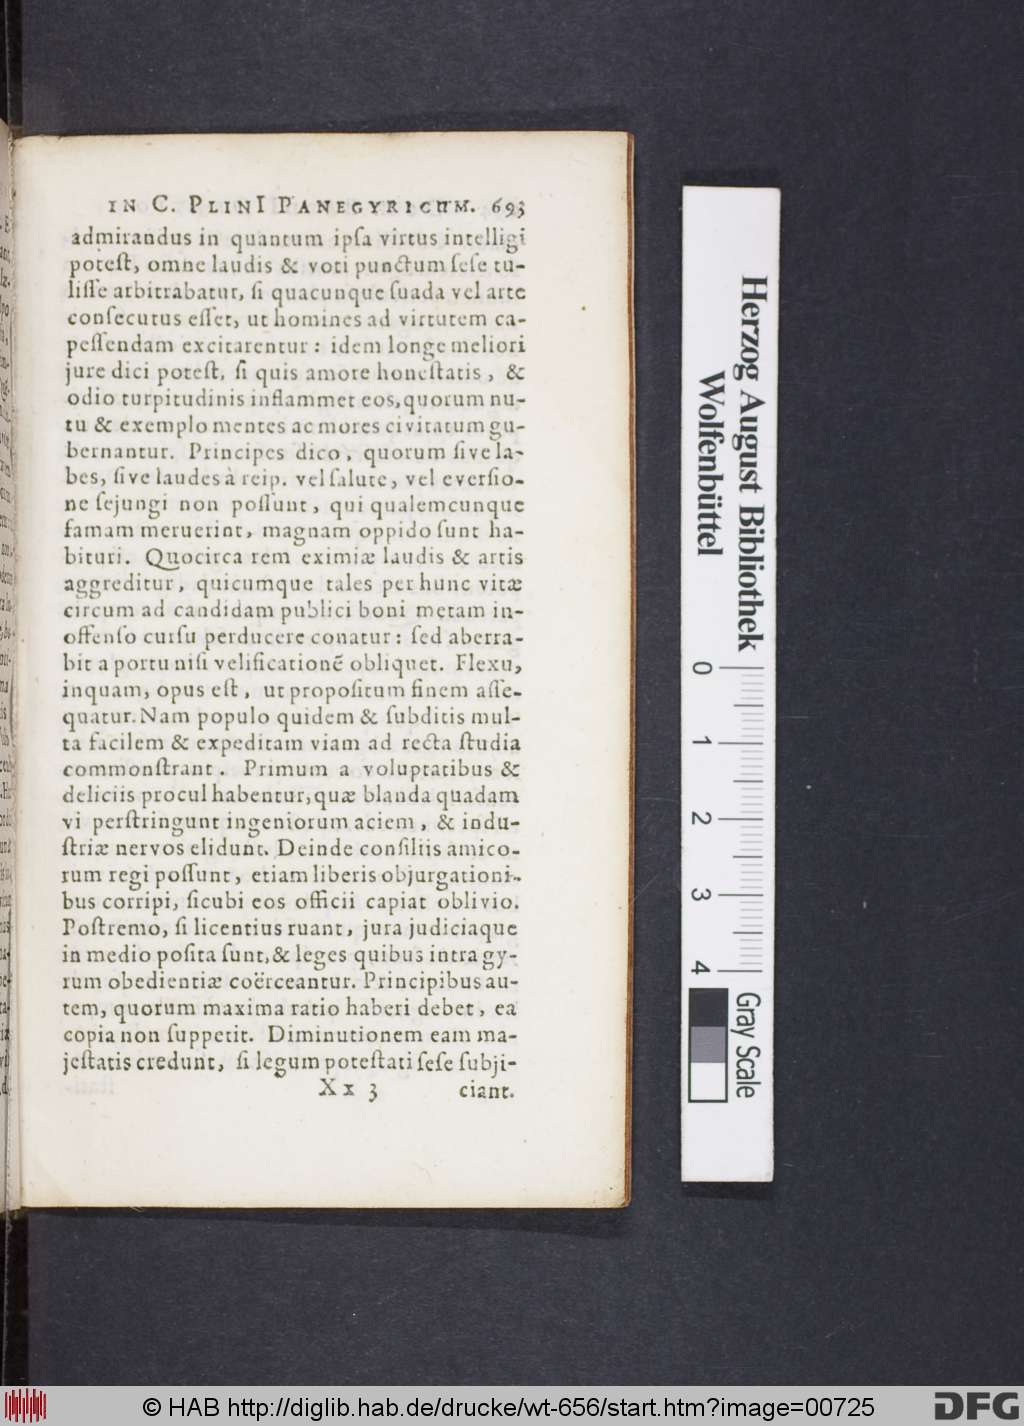 IN C. PLINI PANEGYRICUM. 693
admirandus in quantum ipſa virtus intelligi
poteſt, omne laudis & voti punctum ſeſe tu-
liſſe arbitrabatur, ſi quacunque ſuada vel arte
conſecutus eſſet, ut homines ad virtutem ca-
peſſendam excitarentur: idem longe meliori
jure dici poteſt, ſi quis amore honeſtatis, &
odio turpitudinis inflammet eos, quorum nu-
tu & exemplo mentes ac mores civitatum gu-
bernantur. Principes dico, quorum ſive la-
bes, ſive laudes à reip. vel ſalute, vel everſio-
ne ſejungi non poſſunt, qui qualemcunque
famam meruerint, magnam oppido ſunt ha-
bituri. Quocirca rem eximiæ laudis & artis
aggreditur, quicumque tales per hunc vitæ
circum ad candidam publici boni metam in-
offenſo curſu perducere conatur: ſed aberra-
bit a portu niſi velificationē obliquet. Flexu,
inquam, opus eſt, ut propoſitum finem aſſe-
quatur. Nam populo quidem & ſubditis mul-
ta facilem & expeditam viam ad recta ſtudia
commonſtrant. Primum a voluptatibus &
deliciis procul habentur, quæ blanda quadam
vi perſtringunt ingeniorum aciem, & indu-
ſtriæ nervos elidunt. Deinde conſiliis amico-
rum regi poſſunt, etiam liberis objurgationi-
bus corripi, ſicubi eos officii capiat oblivio.
Poſtremo, ſi licentius ruant, jura judiciaque
in medio poſita ſunt, & leges quibus intra gy-
rum obedientiæ coërceantur. Principibus au-
tem, quorum maxima ratio haberi debet, ea
copia non ſuppetit. Diminutionem eam ma-
jeſtatis credunt, ſi legum poteſtati ſeſe ſubji-
Xx 3 ciant.
Herzog August Bibliothek
Wolfenbüttel
0 1 2 3 4
Gray Scale
© HAB http://diglib.hab.de/drucke/wt-656/start.htm?image=00725
DFG